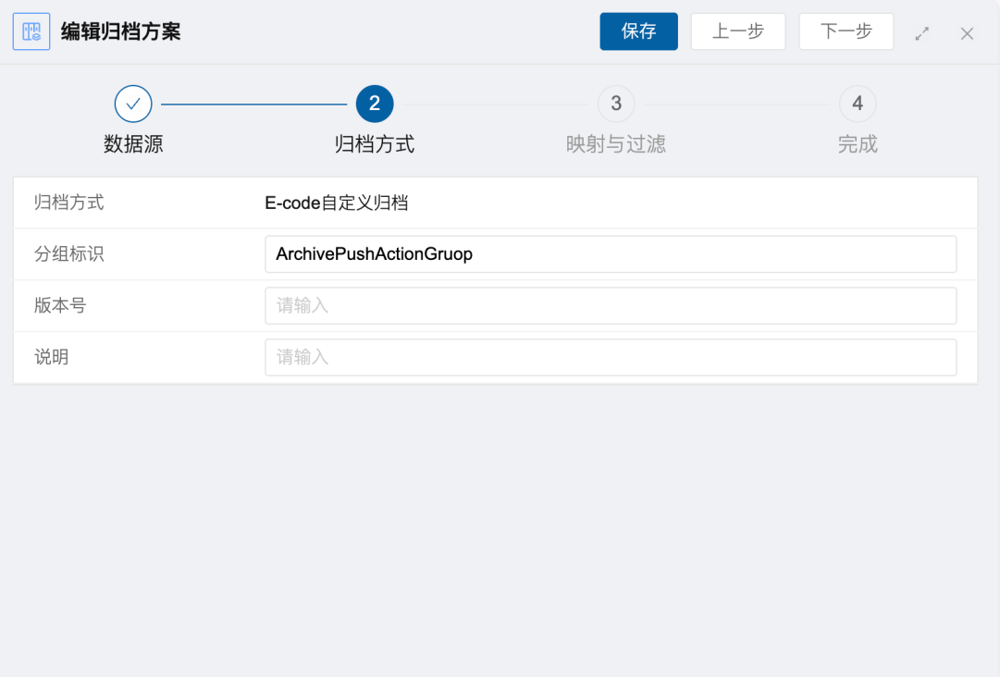 编辑归档方案
保存 上一步 下一步
2 3 4
数据源 归档方式 映射与过滤 完成
归档方式 E-code自定义归档
分组标识 ArchivePushActionGruop
版本号 请输入
说明 请输入